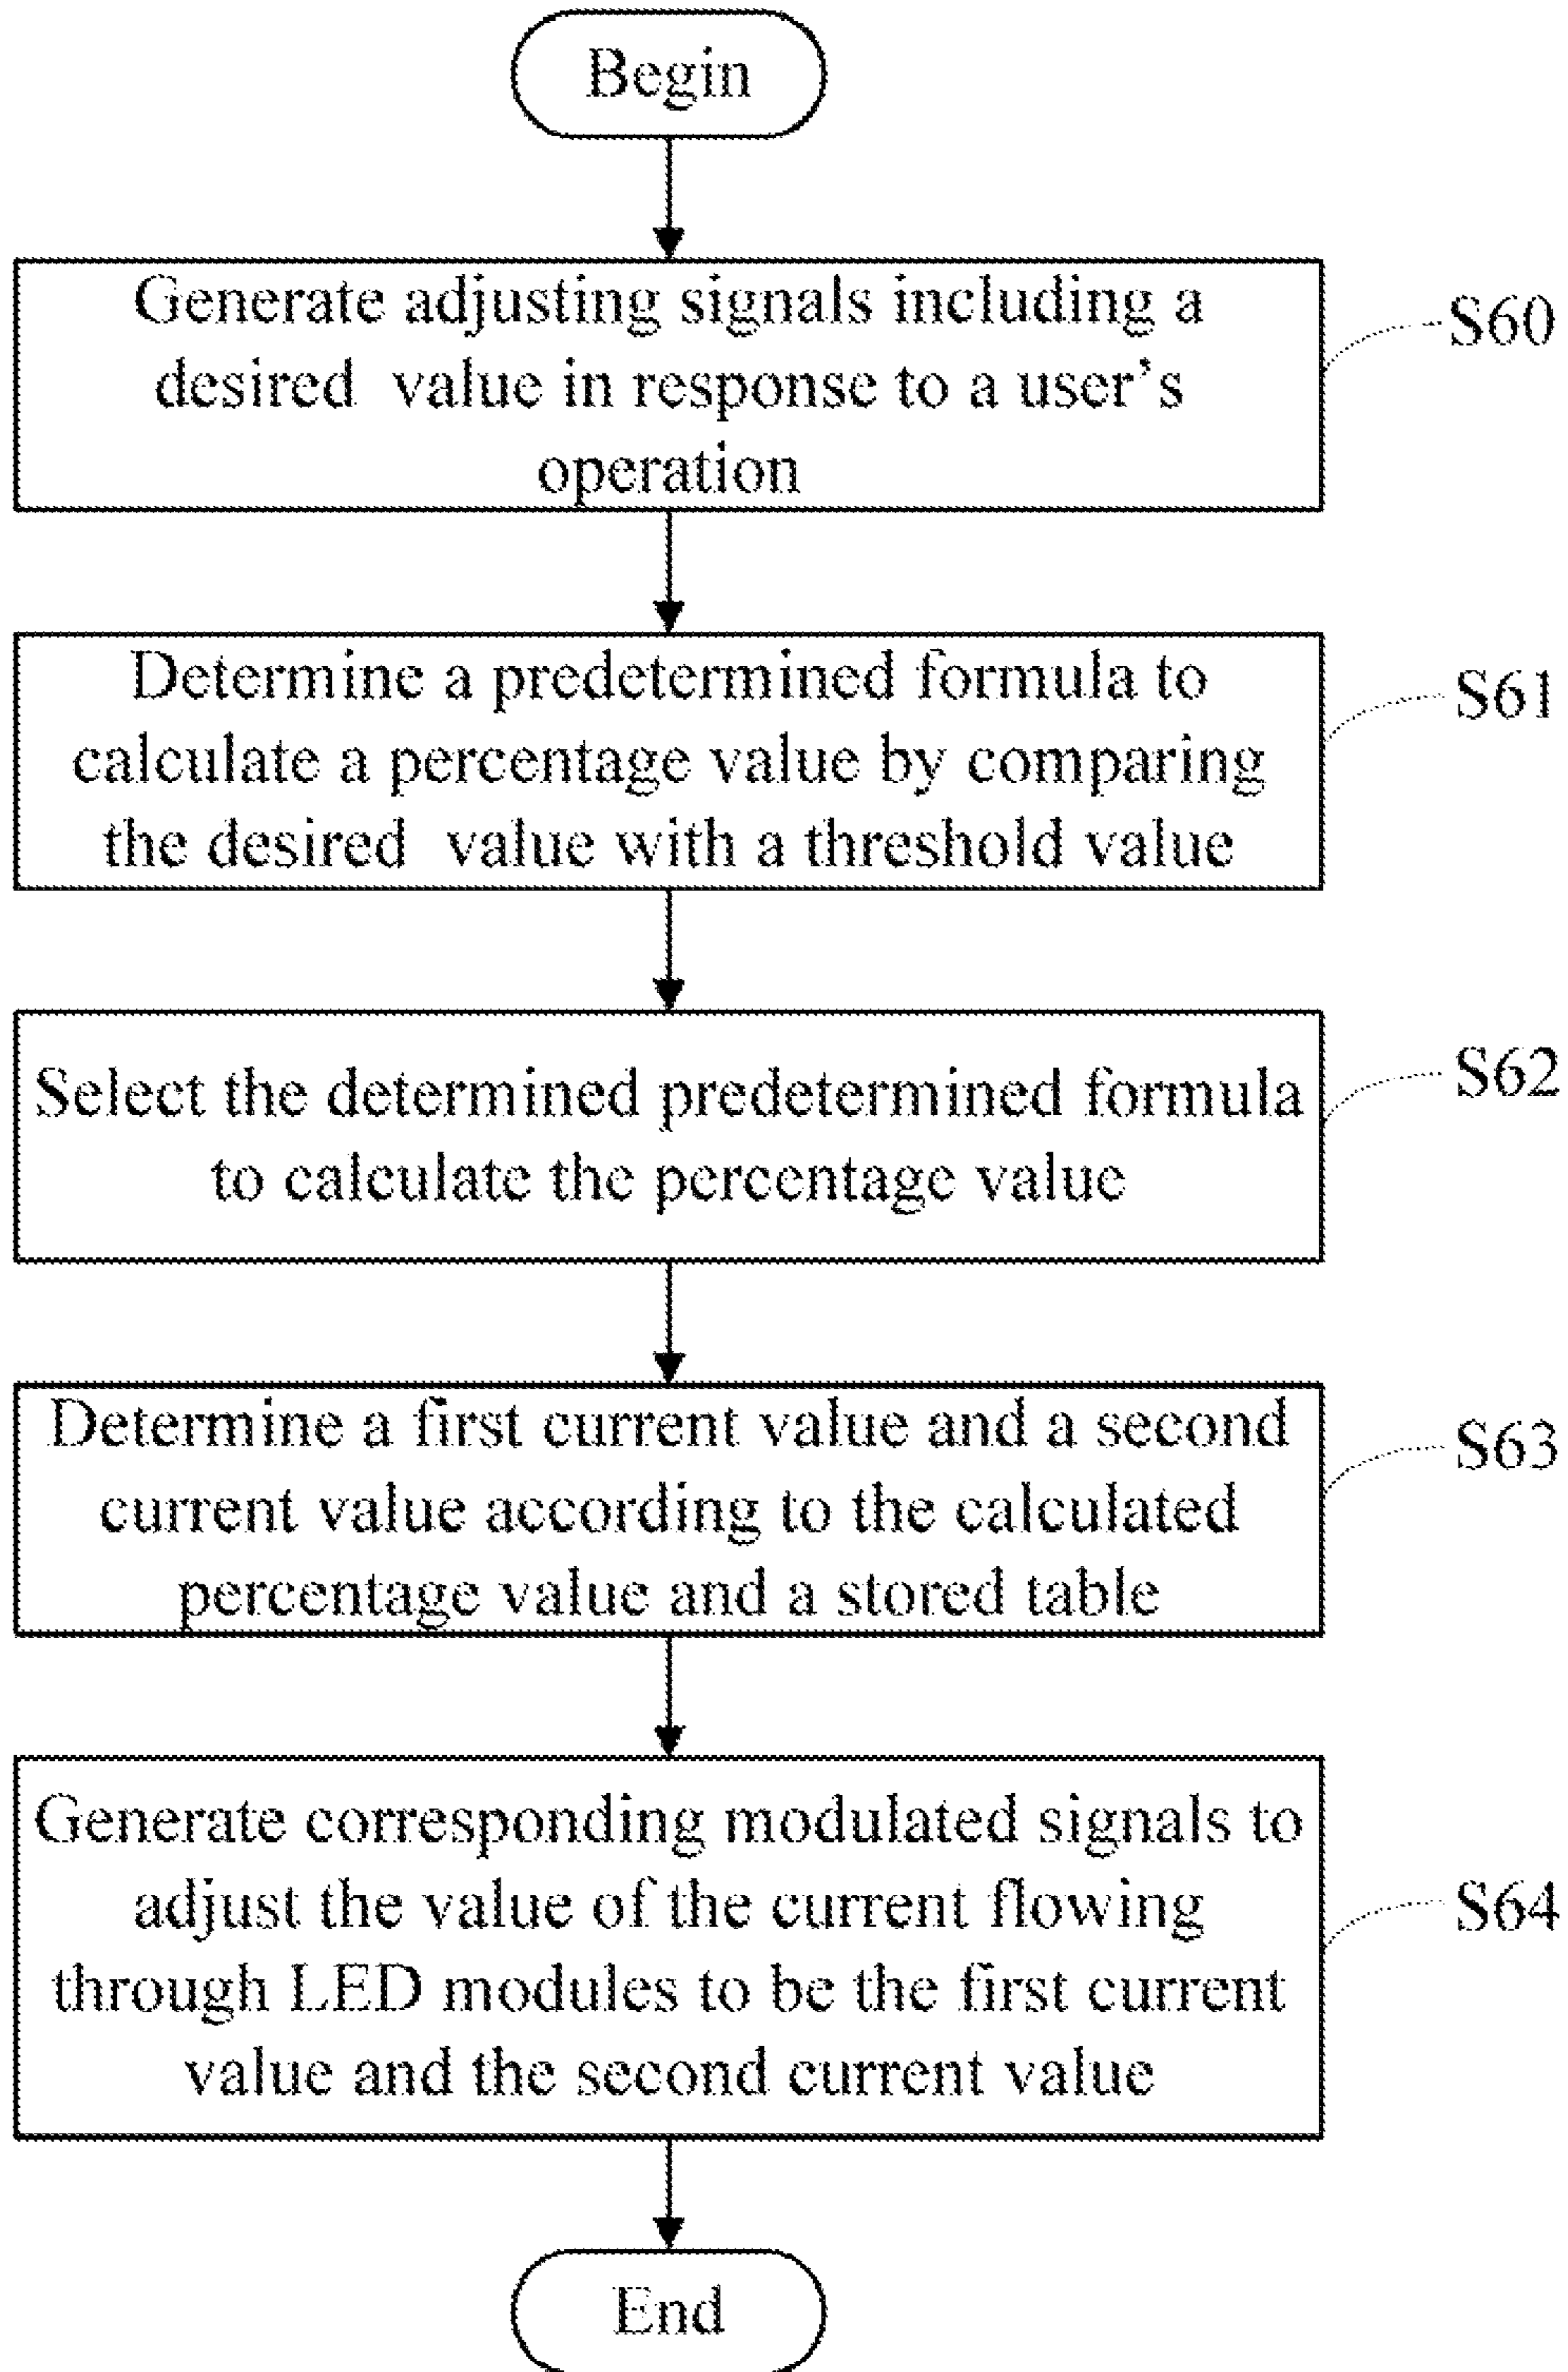 Begin
Generate adjusting signals including a
desired value in response to a user's
operation
S60
Determine a predetermined formula to
calculate a percentage value by comparing
the desired value with a threshold value
S61
Select the determined predetermined formula
to calculate the percentage value
S62
Determine a first current value and a second
current value according to the calculated
percentage value and a stored table
S63
Generate corresponding modulated signals to
adjust the value of the current flowing
through LED modules to be the first current
value and the second current value
S64
End